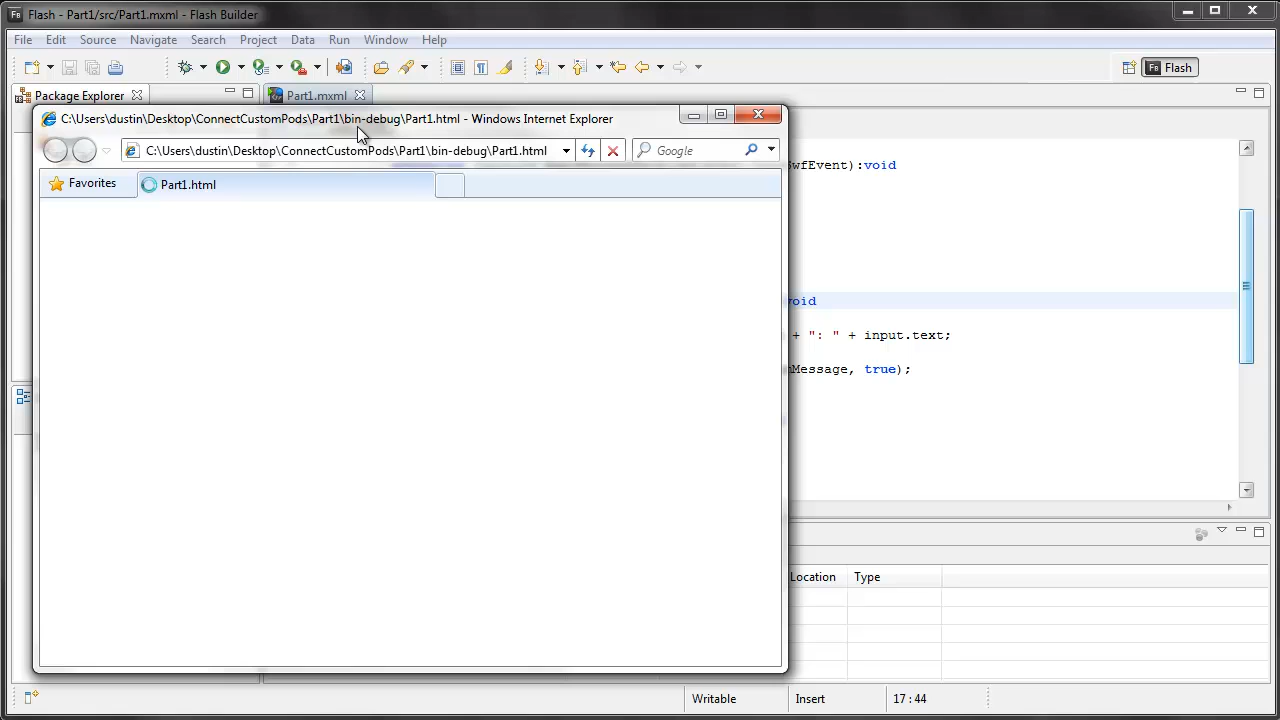 Flash - Part1/src/Part1.mxml - Flash Builder
File Edit Source Navigate Search Project Data Run Window Help
Flash
Package Explorer
Part1.mxml
C:\Users\dustin\Desktop\ConnectCustomPods\Part1\bin-debug\Part1.html - Windows Internet Explorer
C:\Users\dustin\Desktop\ConnectCustomPods\Part1\bin-debug\Part1.html
Google
Favorites
Part1.html
SwfEvent):void
void
+ ": " + input.text;
Message, true);
Location Type
Writable Insert 17 : 44